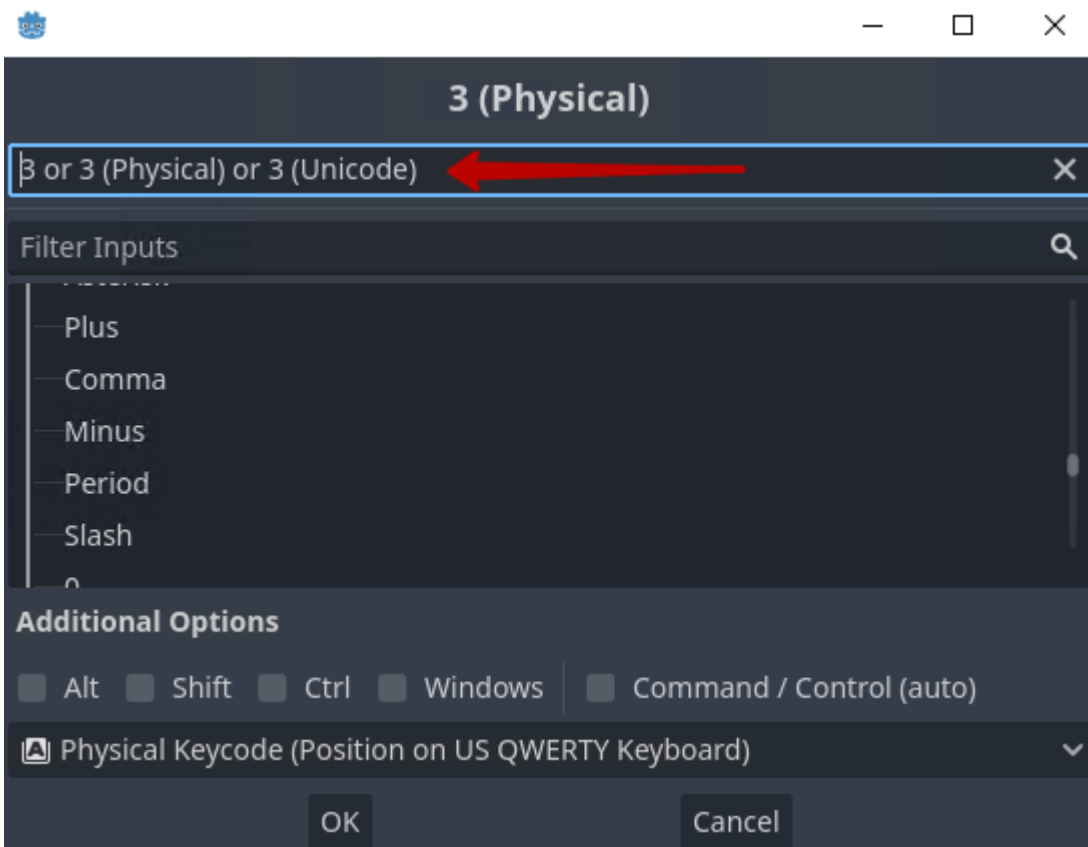 3 (Physical)
3 or 3 (Physical) or 3 (Unicode)
Filter Inputs
Plus
Comma
Minus
Period
Slash
0
Additional Options
Alt Shift Ctrl Windows Command / Control (auto)
Physical Keycode (Position on US QWERTY Keyboard)
OK Cancel